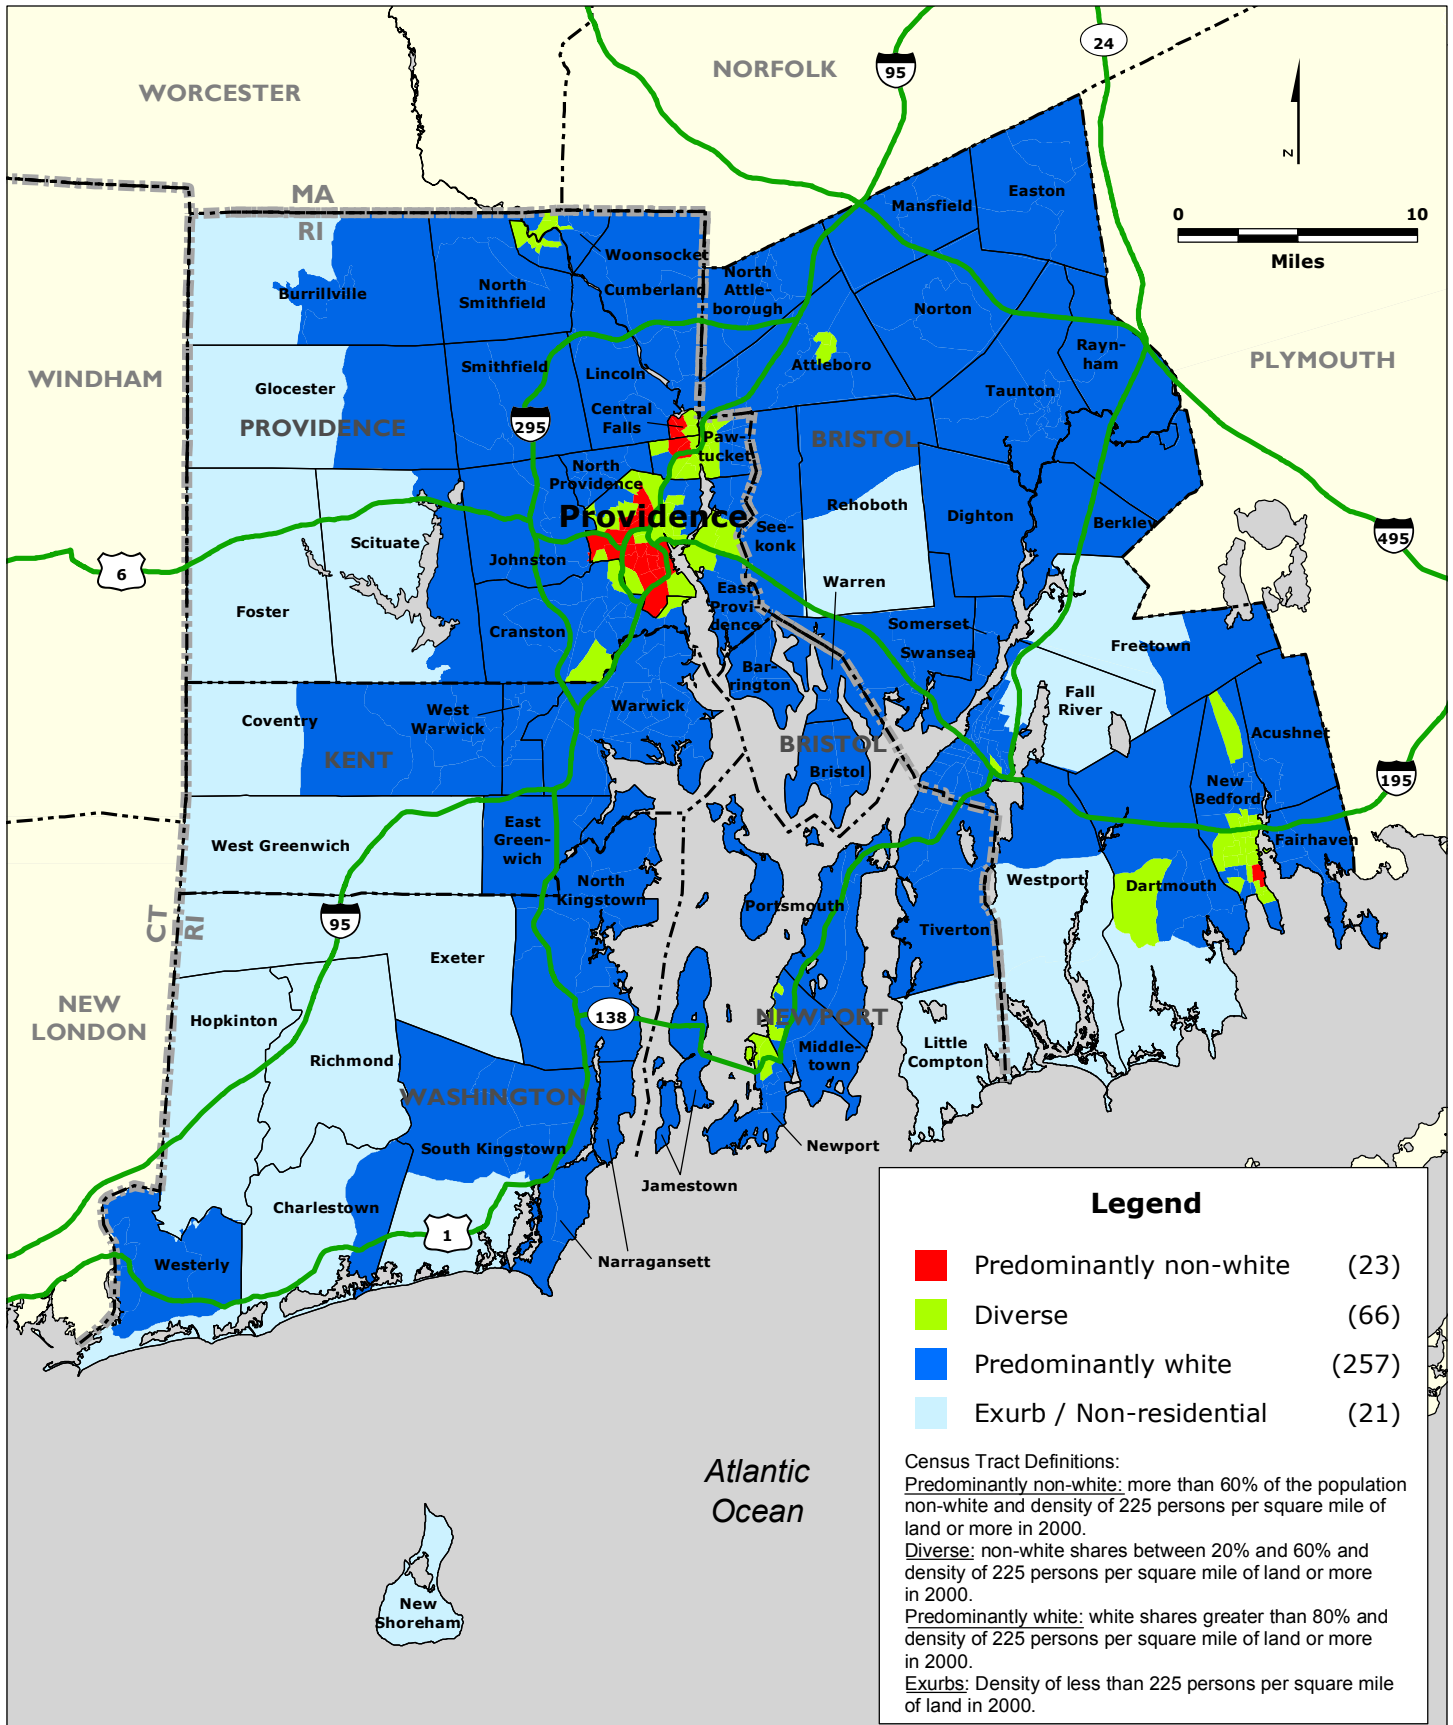 WORCESTER
NORFOLK
95
24
N
0 10
Miles
MA
RI
Easton
Mansfield
Woonsocket
Cumberland
North
Attle-
borough
Burrillville
North
Smithfield
Norton
Rayn-
ham
PLYMOUTH
WINDHAM
Glocester
Smithfield
Lincoln
Attleboro
Taunton
PROVIDENCE
295
Central
Falls
Paw-
tucket
BRISTOL
North
Providence
Providence
See-
konk
Rehoboth
Dighton
Berkley
495
6
Scituate
Johnston
Warren
Foster
Cranston
East
Provi-
dence
Somerset
Swansea
Freetown
Bar-
rington
Fall
River
Coventry
West
Warwick
Warwick
KENT
BRISTOL
Bristol
Acushnet
New
Bedford
195
West Greenwich
East
Green-
wich
Fairhaven
North
Kingstown
Westport
Dartmouth
CT
RI
95
Portsmouth
Tiverton
Exeter
NEW
LONDON
Hopkinton
138
NEWPORT
Richmond
Middle-
town
Little
Compton
WASHINGTON
South Kingstown
Newport
Jamestown
Charlestown
1
Westerly
Narragansett
Atlantic
Ocean
New
Shoreham
Legend
Predominantly non-white (23)
Diverse (66)
Predominantly white (257)
Exurb / Non-residential (21)
Census Tract Definitions:
Predominantly non-white: more than 60% of the population
non-white and density of 225 persons per square mile of
land or more in 2000.
Diverse: non-white shares between 20% and 60% and
density of 225 persons per square mile of land or more
in 2000.
Predominantly white: white shares greater than 80% and
density of 225 persons per square mile of land or more
in 2000.
Exurbs: Density of less than 225 persons per square mile
of land in 2000.